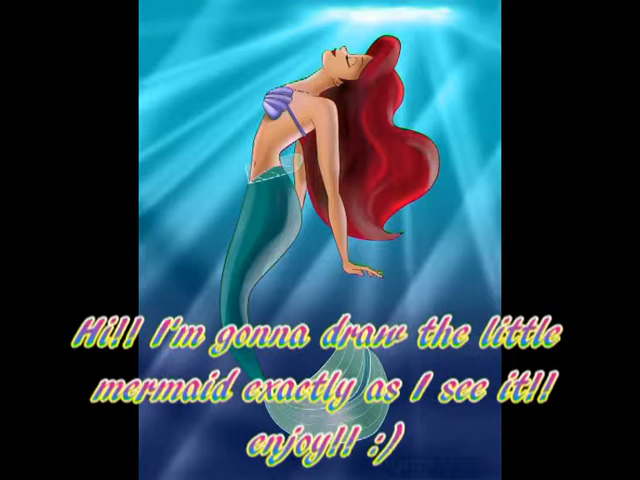 Hi!! I'm gonna draw the little
mermaid exactly as I see it!!
enjoy!! :)